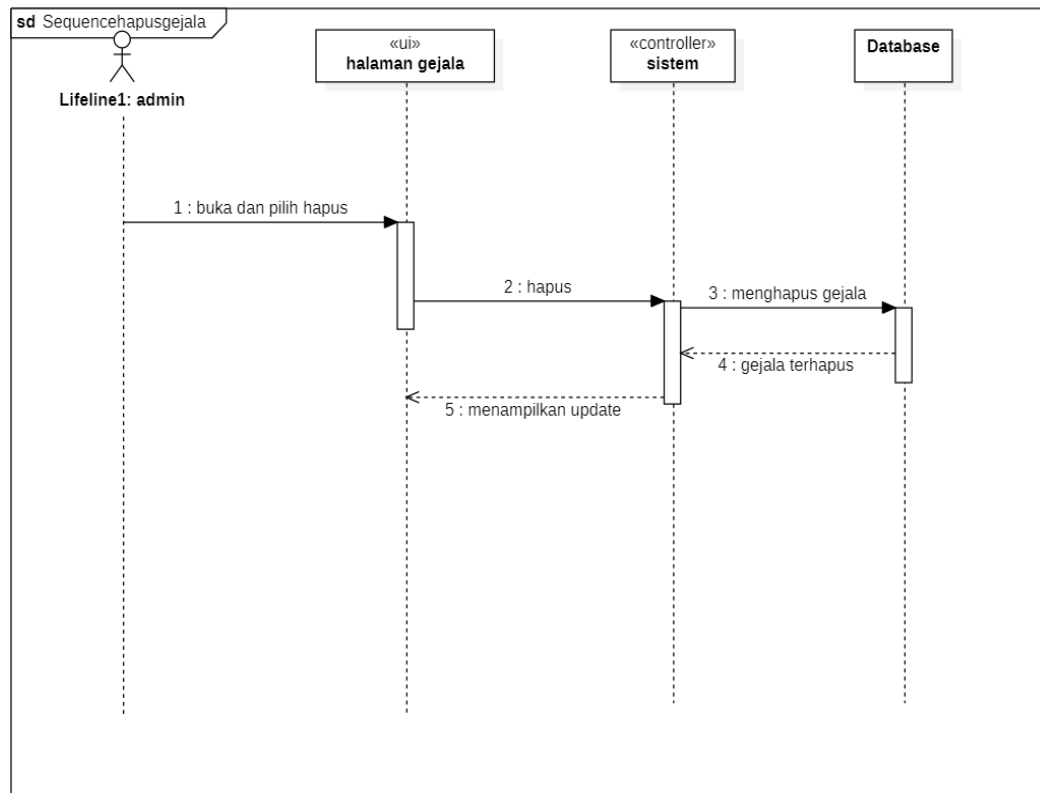 sd Sequencehapusgejala
«ui»
halaman gejala
«controller»
sistem
Database
Lifeline1: admin
1 : buka dan pilih hapus
2 : hapus
3 : menghapus gejala
4 : gejala terhapus
5 : menampilkan update